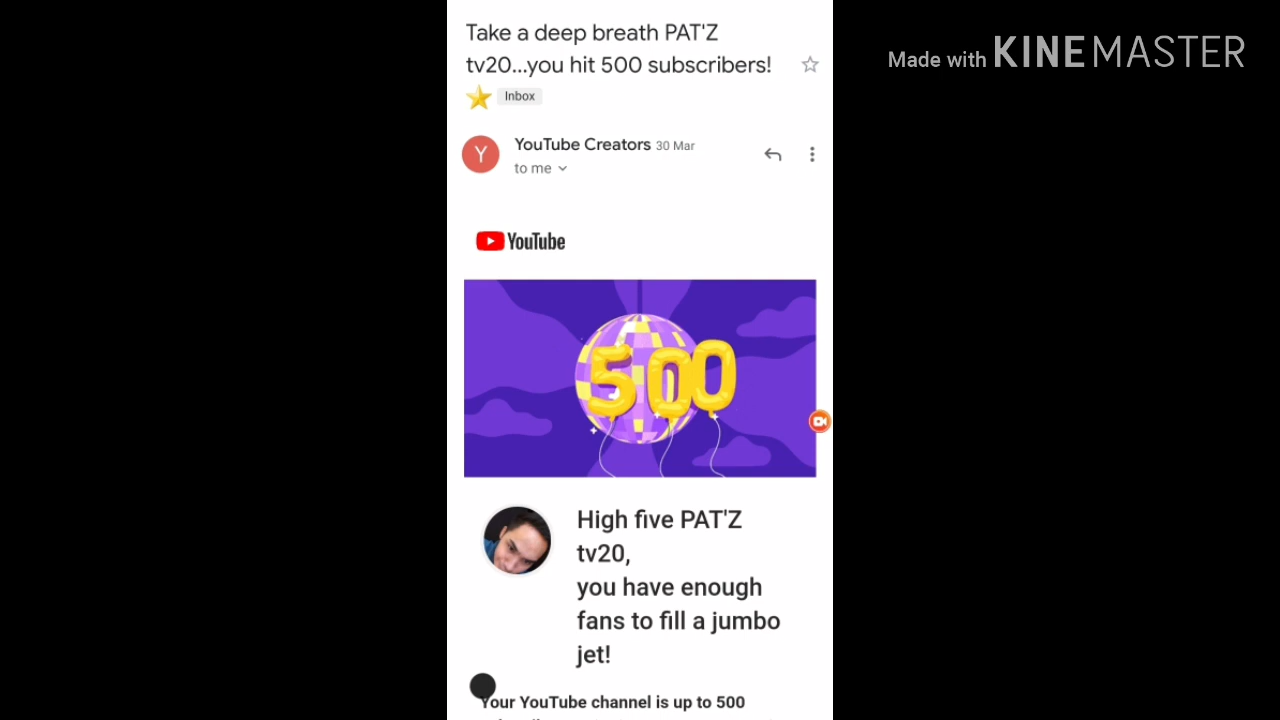 Take a deep breath PAT'Z
tv20...you hit 500 subscribers!
Inbox
Made with KINEMASTER
Y
YouTube Creators 30 Mar
to me
YouTube
500
High five PAT'Z
tv20,
you have enough
fans to fill a jumbo
jet!
Your YouTube channel is up to 500